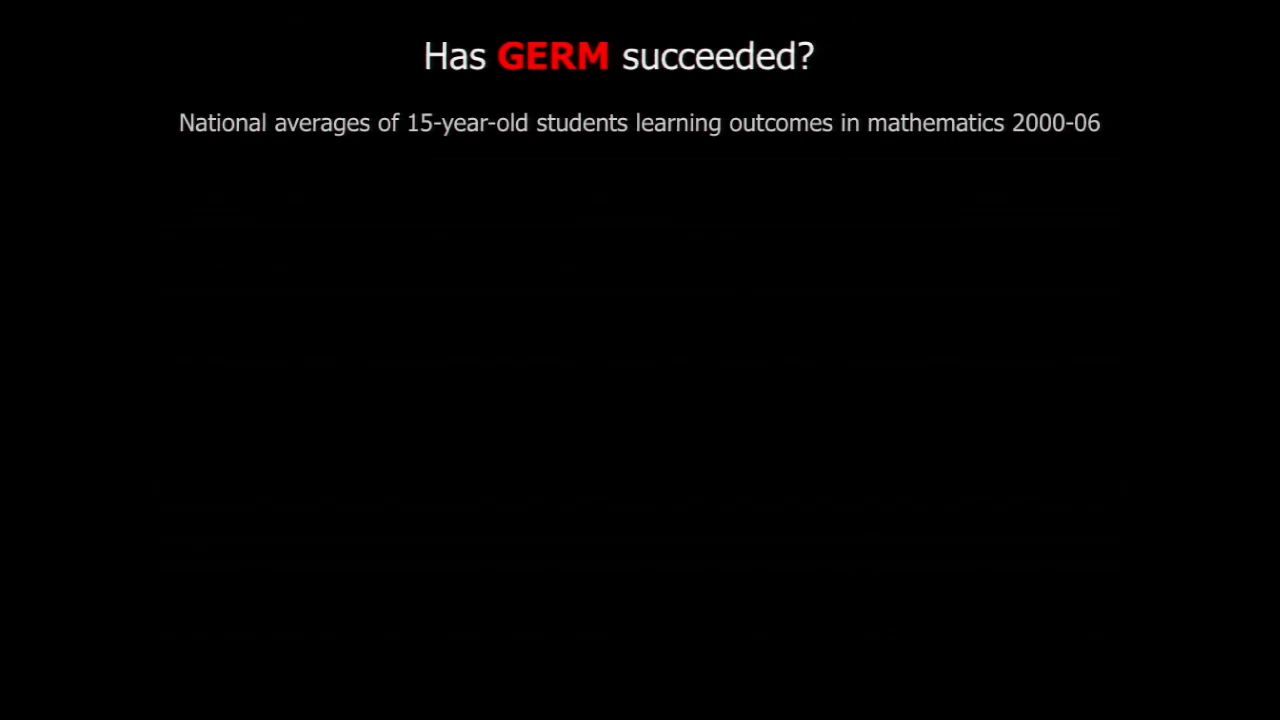 Has GERM succeeded?
National averages of 15-year-old students learning outcomes in mathematics 2000-06